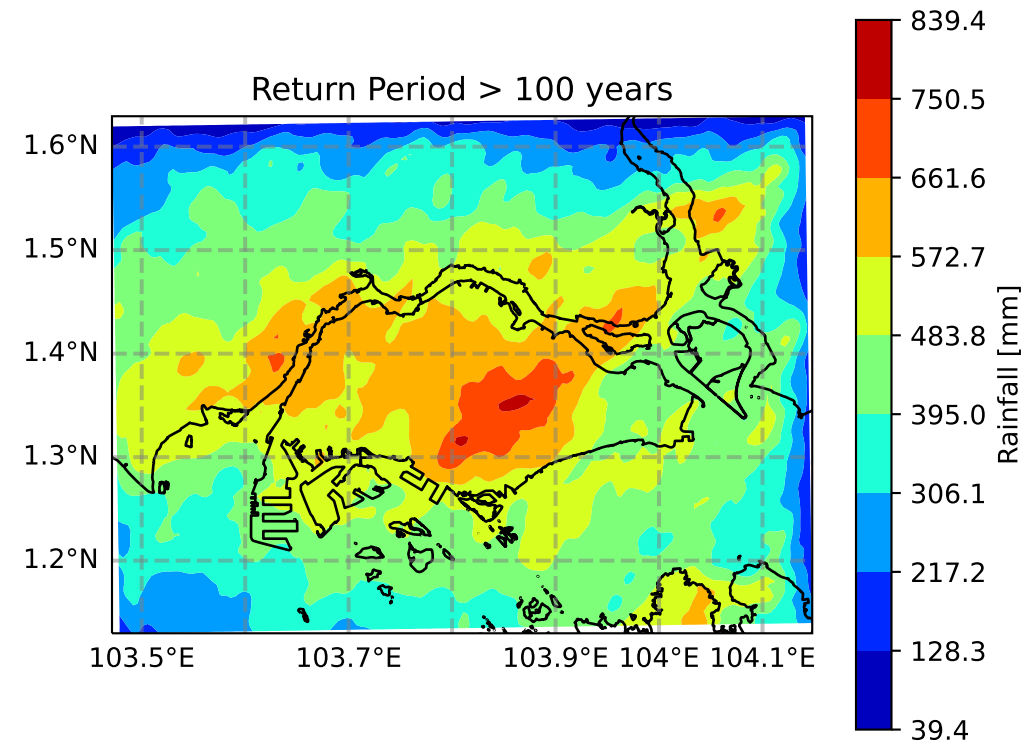 Return Period > 100 years
1.6°N
1.5°N
1.4°N
1.3°N
1.2°N
103.5°E 103.7°E 103.9°E 104°E 104.1°E
839.4
750.5
661.6
572.7
483.8
395.0
306.1
217.2
128.3
39.4
Rainfall [mm]